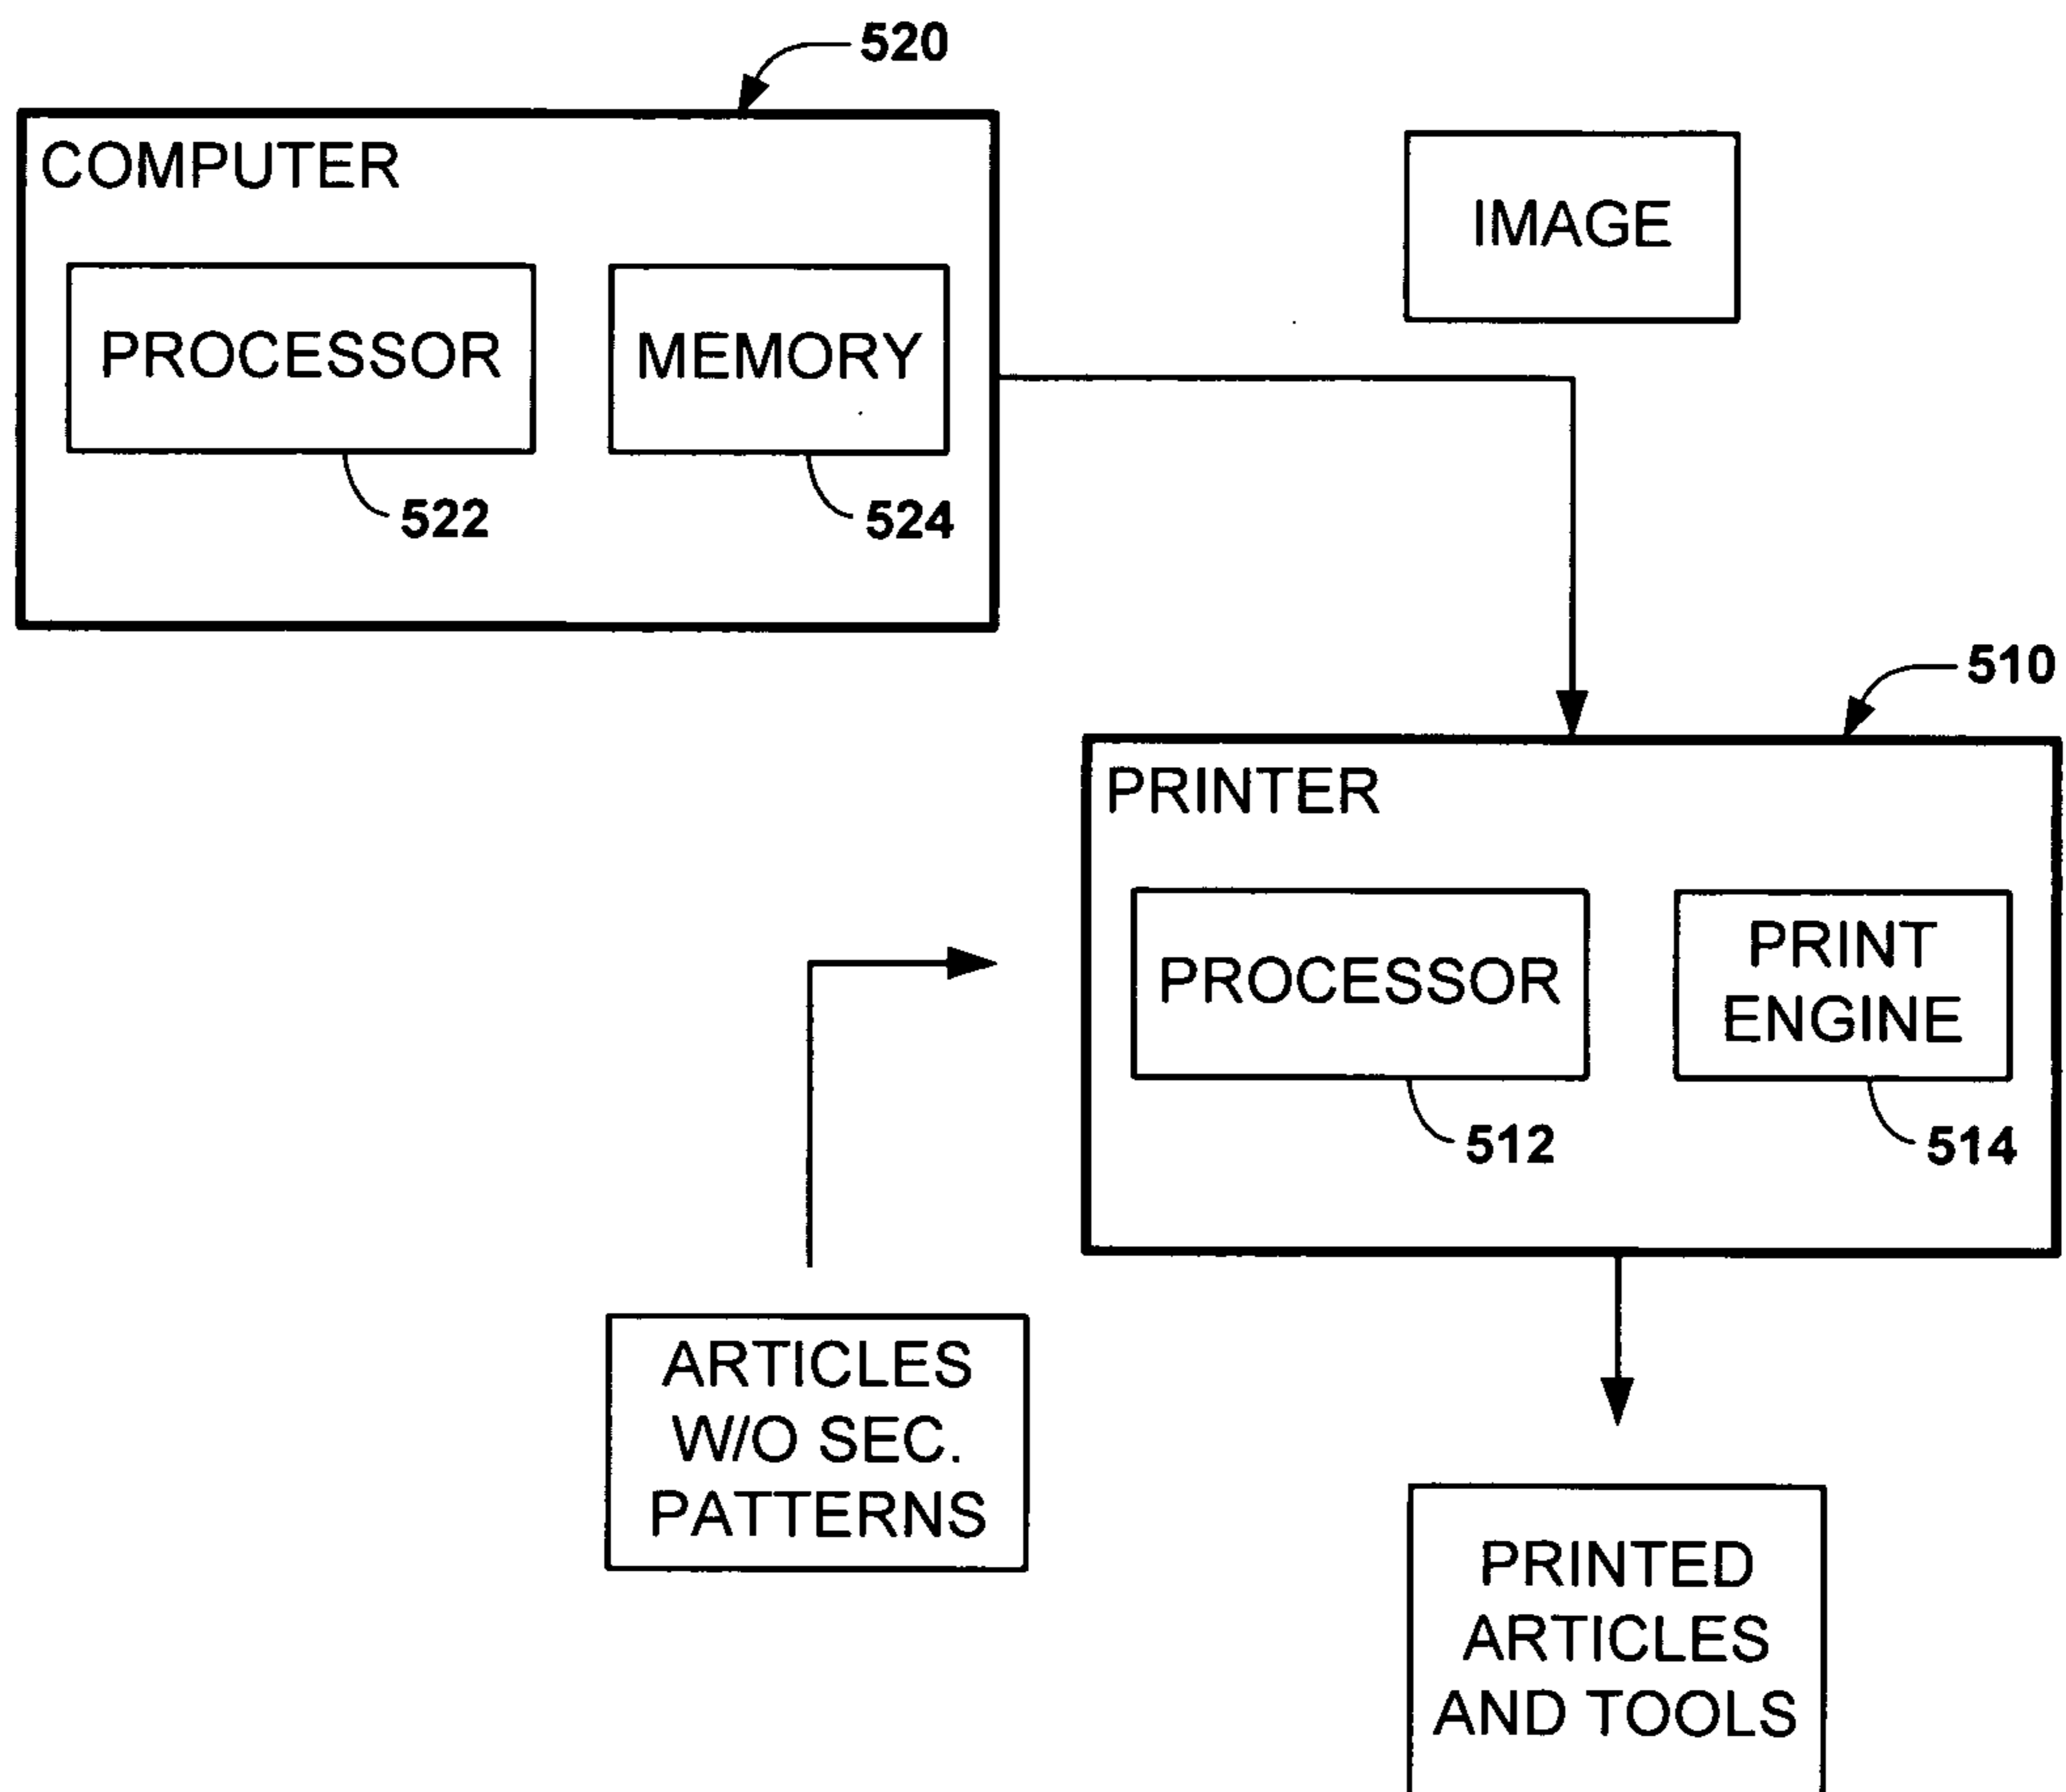 520
COMPUTER
IMAGE
PROCESSOR
MEMORY
522
524
510
PRINTER
PROCESSOR
PRINT
ENGINE
512
514
ARTICLES
W/O SEC.
PATTERNS
PRINTED
ARTICLES
AND TOOLS